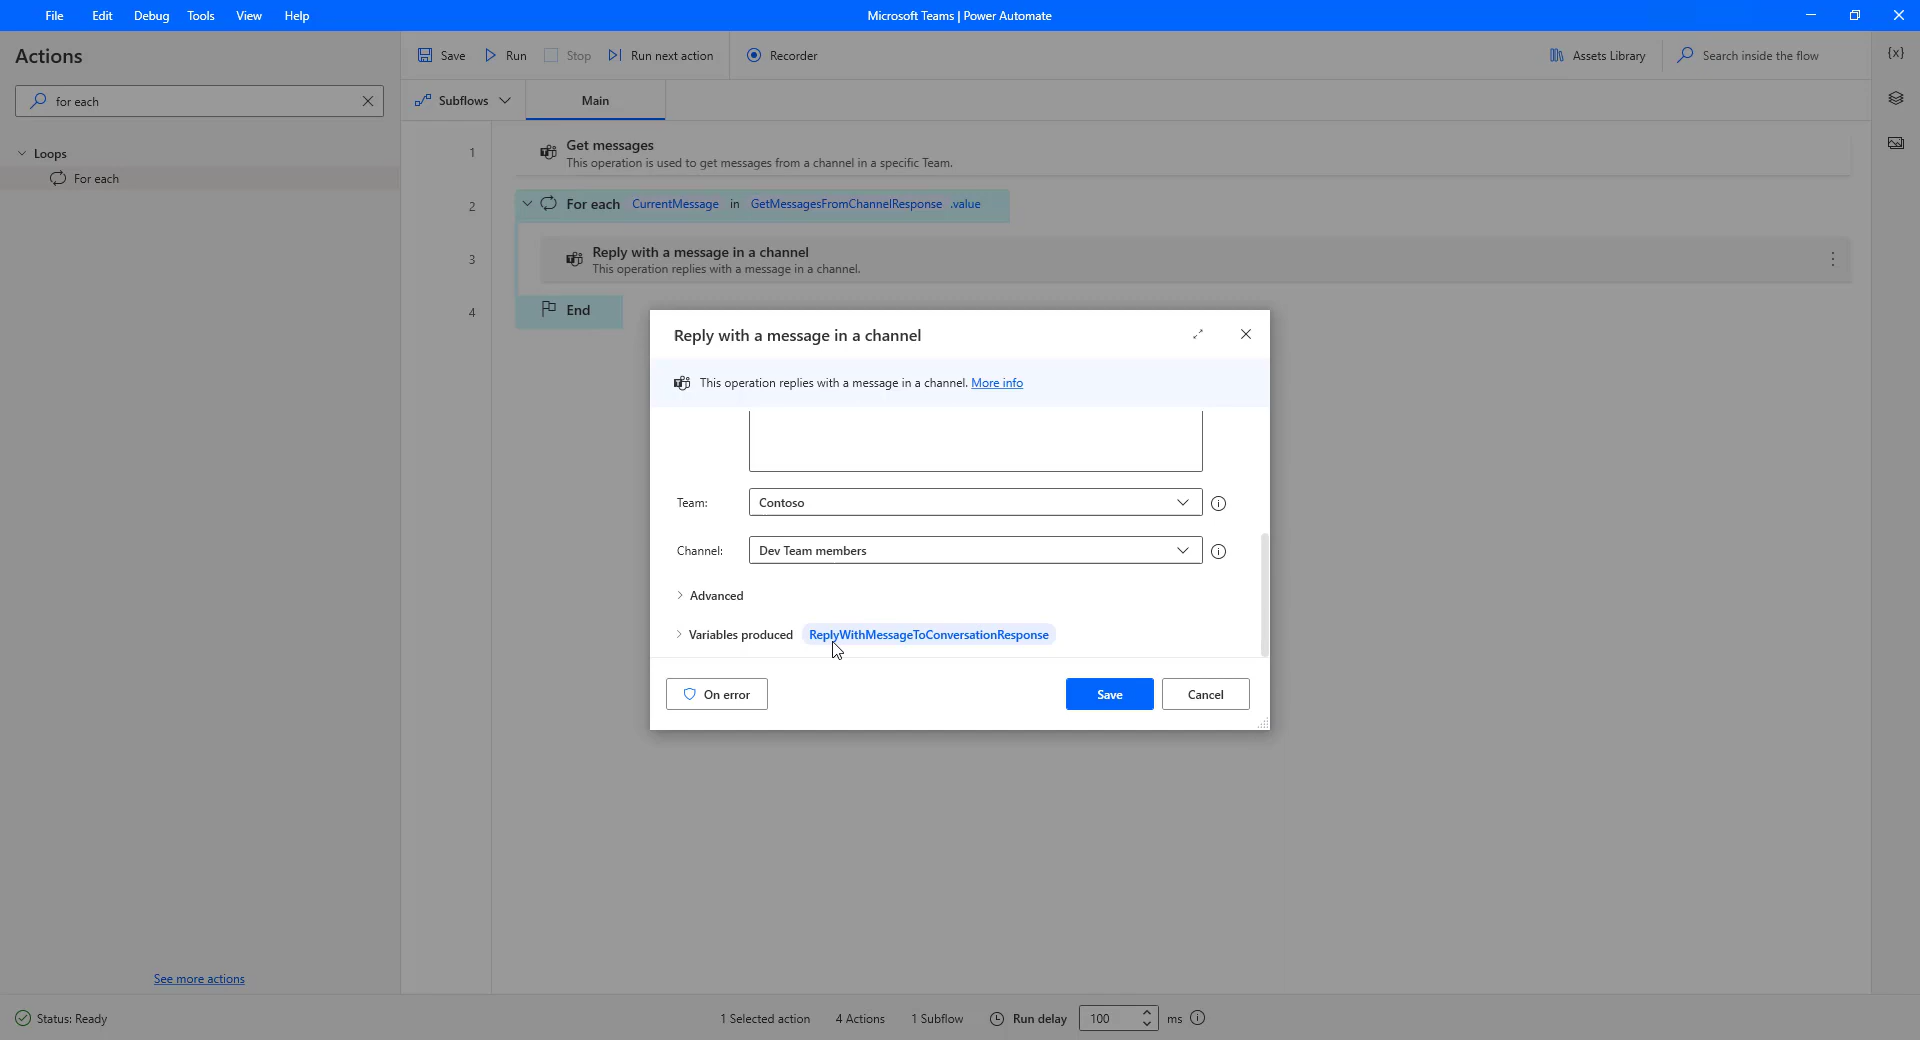 File Edit Debug Tools View Help
Microsoft Teams | Power Automate
Actions
for each
Loops
For each
See more actions
Save Run Stop Run next action Recorder
Assets Library Search inside the flow
{x}
Subflows Main
1 Get messages
This operation is used to get messages from a channel in a specific Team.
2 For each CurrentMessage in GetMessagesFromChannelResponse .value
3 Reply with a message in a channel
This operation replies with a message in a channel.
4 End
Reply with a message in a channel
This operation replies with a message in a channel. More info
Team: Contoso
Channel: Dev Team members
Advanced
Variables produced ReplyWithMessageToConversationResponse
On error Save Cancel
Status: Ready 1 Selected action 4 Actions 1 Subflow Run delay 100 ms